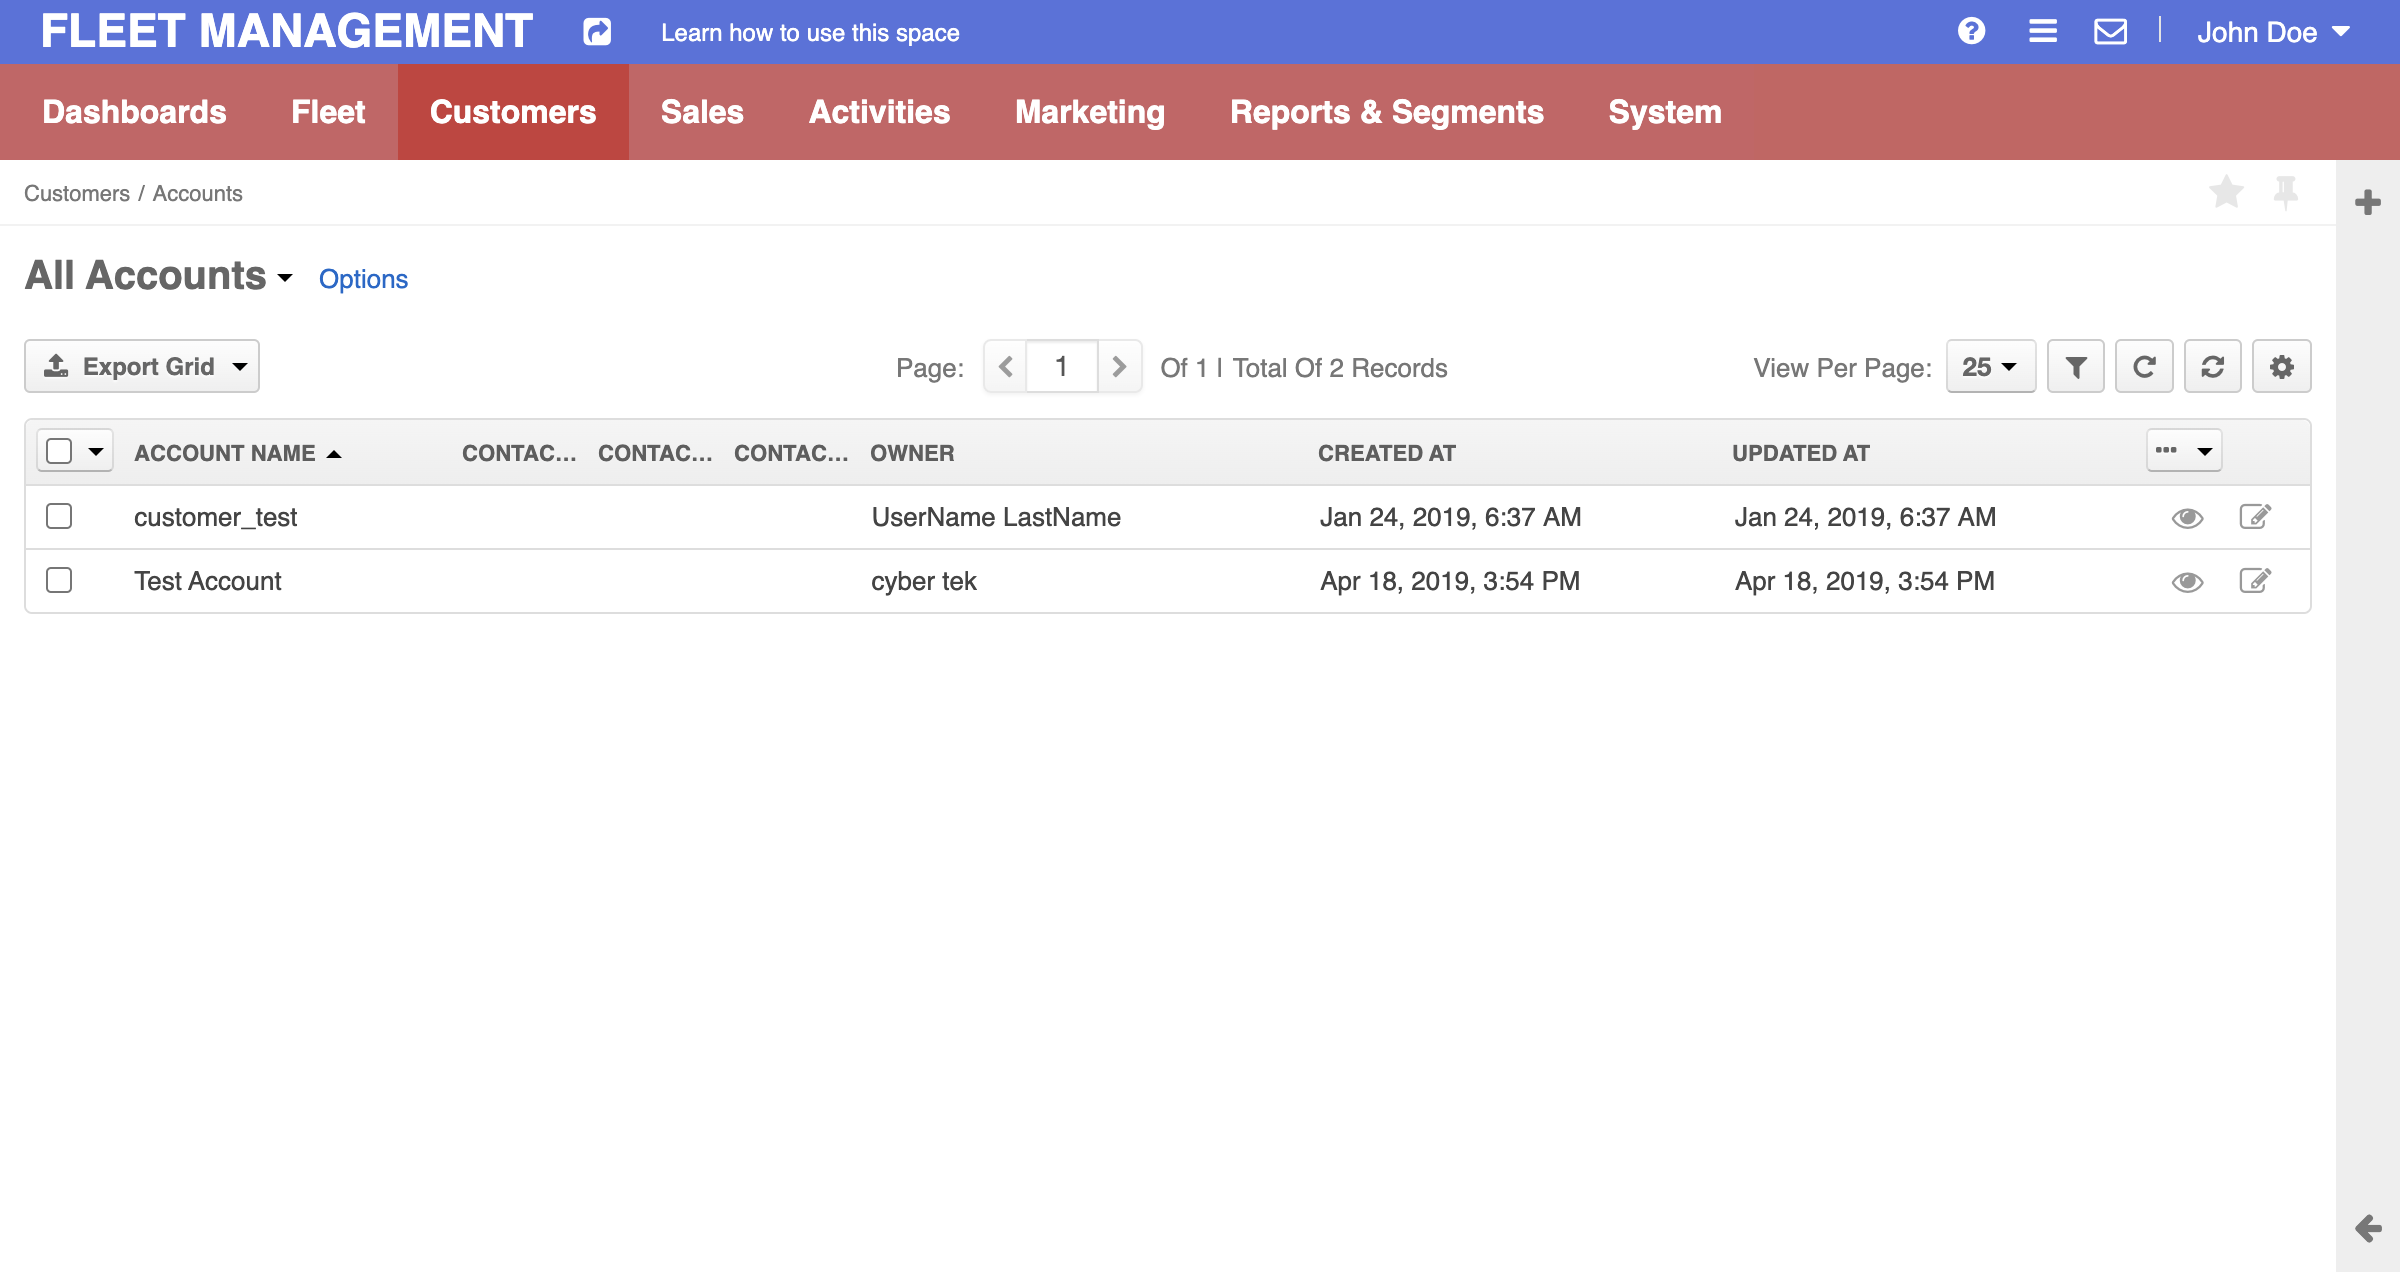 FLEET MANAGEMENT Learn how to use this space John Doe
Dashboards Fleet Customers Sales Activities Marketing Reports & Segments System
Customers / Accounts
All Accounts Options
Export Grid Page: 1 Of 1 | Total Of 2 Records View Per Page: 25
ACCOUNT NAME CONTAC... CONTAC... CONTAC... OWNER CREATED AT UPDATED AT
customer_test UserName LastName Jan 24, 2019, 6:37 AM Jan 24, 2019, 6:37 AM
Test Account cyber tek Apr 18, 2019, 3:54 PM Apr 18, 2019, 3:54 PM